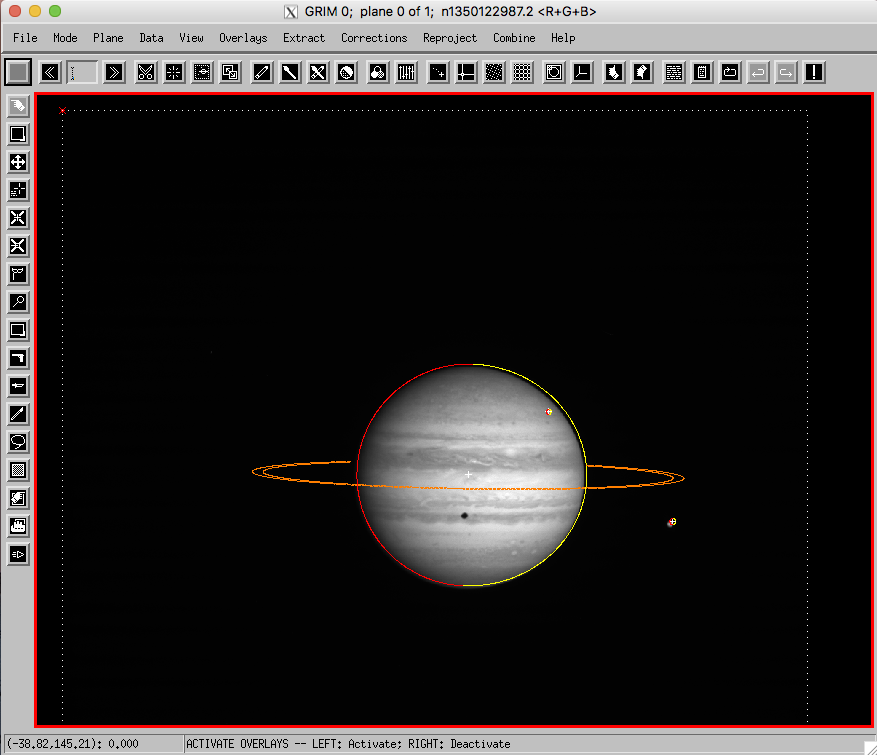 GRIM 0; plane 0 of 1; n1350122987.2 <R+G+B>
File Mode Plane Data View Overlays Extract Corrections Reproject Combine Help
(-38.82,145.21): 0.000 ACTIVATE OVERLAYS -- LEFT: Activate; RIGHT: Deactivate